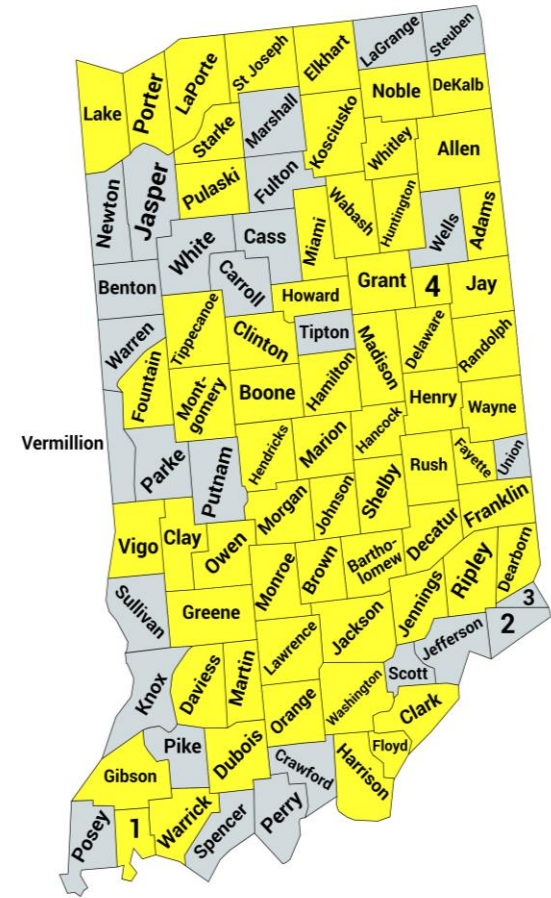 LaGrange
Steuben
Elkhart
St Joseph
LaPorte
Porter
Lake
Noble
DeKalb
Marshall
Starke
Kosciusko
Whitley
Allen
Jasper
Newton
Pulaski
Fulton
Wabash
Huntington
Wells
Adams
Miami
White
Cass
Benton
Carroll
Grant
4
Jay
Howard
Tippecanoe
Warren
Clinton
Tipton
Madison
Delaware
Randolph
Fountain
Mont-
gomery
Boone
Hamilton
Henry
Wayne
Vermillion
Parke
Putnam
Hendricks
Marion
Hancock
Rush
Fayette
Union
Shelby
Johnson
Morgan
Franklin
Vigo
Clay
Owen
Monroe
Brown
Bartho-
lomew
Decatur
Ripley
Dearborn
Sullivan
Greene
Jackson
Jennings
3
2
Jefferson
Lawrence
Knox
Daviess
Martin
Orange
Washington
Scott
Clark
Pike
Dubois
Crawford
Harrison
Floyd
Gibson
Posey
1
Warrick
Spencer
Perry